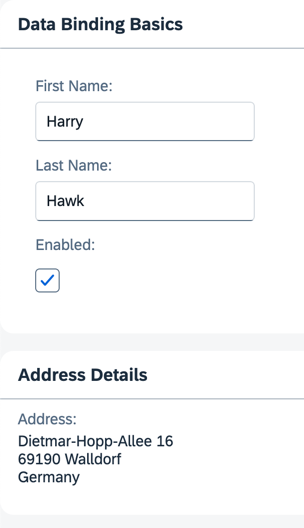 Data Binding Basics
First Name:
Harry
Last Name:
Hawk
Enabled:
Address Details
Address:
Dietmar-Hopp-Allee 16
69190 Walldorf
Germany